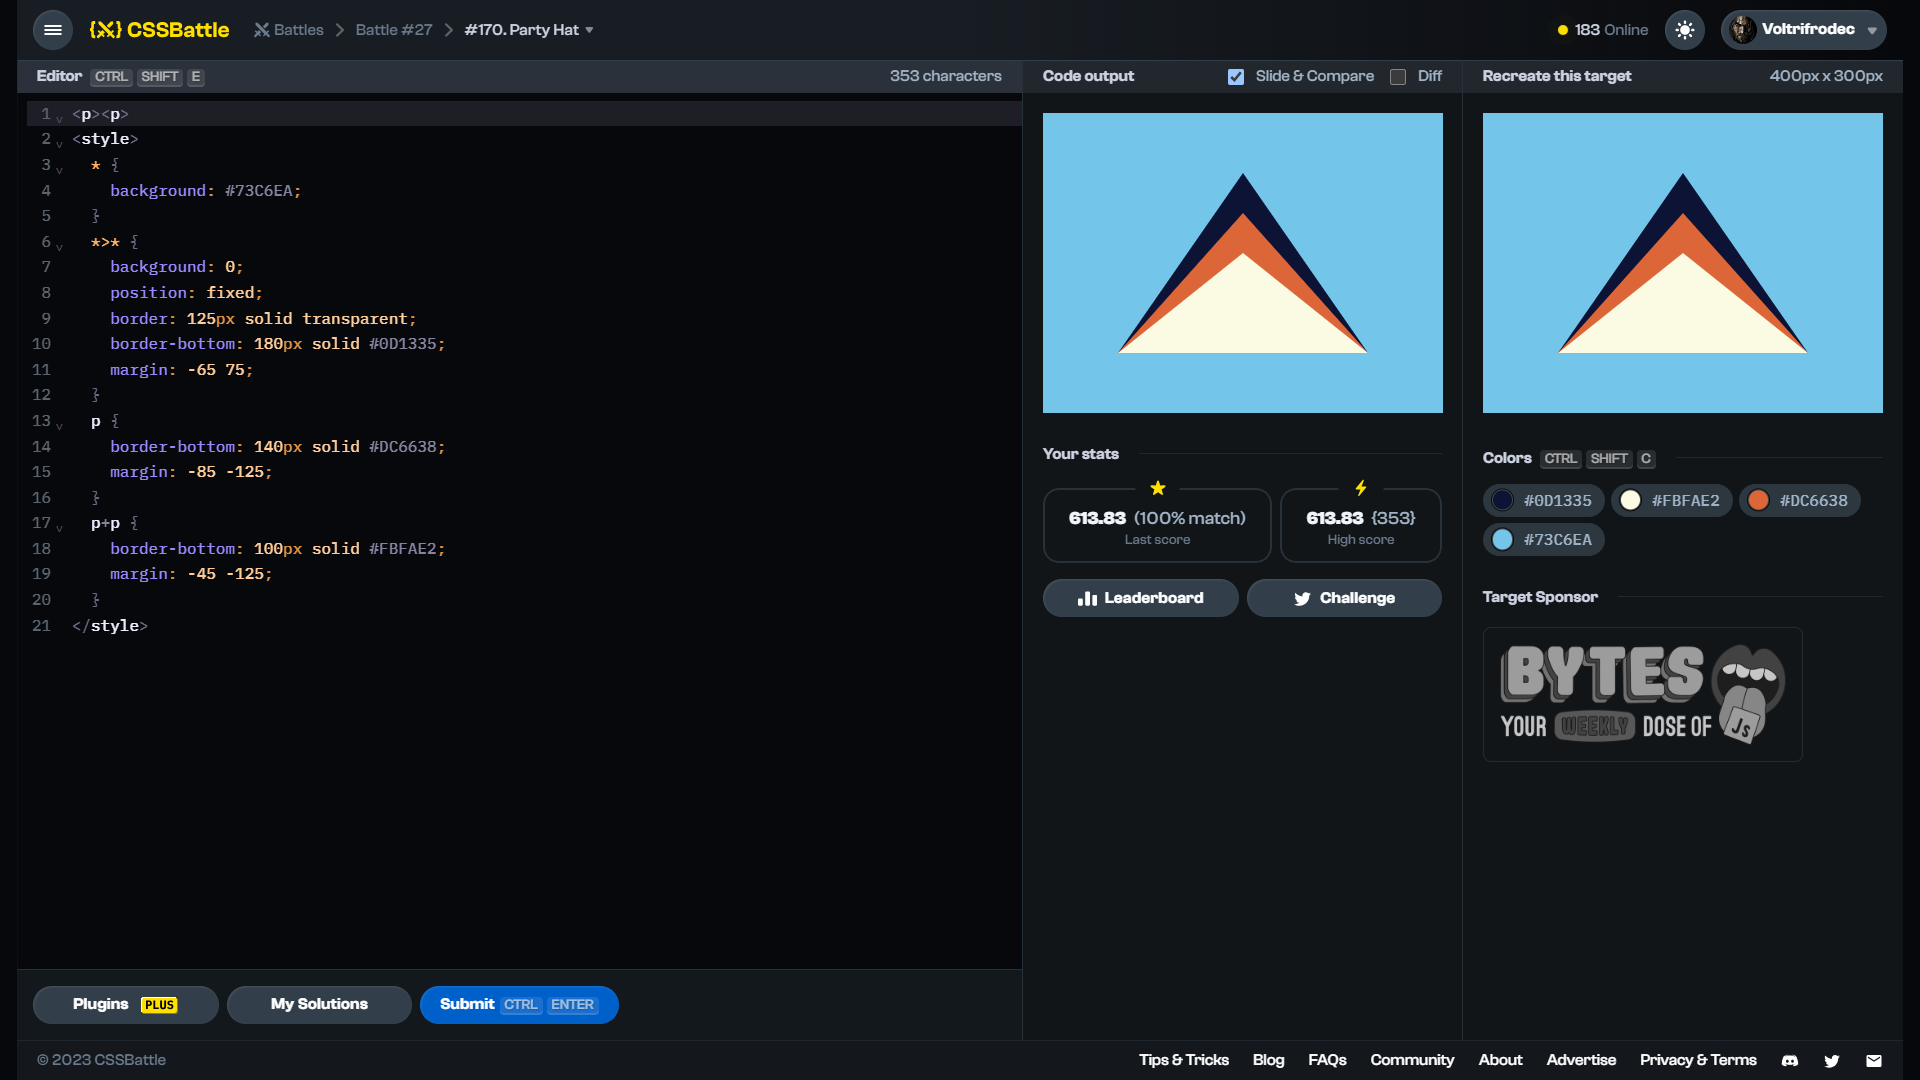 CSSBattle
Battles
Battle #27
#170. Party Hat
183 Online
Voltrifrodec
Editor CTRL SHIFT E
353 characters
1 <p><p>
2 <style>
3 * {
4 background: #73C6EA;
5 }
6 *>* {
7 background: 0;
8 position: fixed;
9 border: 125px solid transparent;
10 border-bottom: 180px solid #0D1335;
11 margin: -65 75;
12 }
13 p {
14 border-bottom: 140px solid #DC6638;
15 margin: -85 -125;
16 }
17 p+p {
18 border-bottom: 100px solid #FBFAE2;
19 margin: -45 -125;
20 }
21 </style>
Plugins PLUS
My Solutions
Submit CTRL ENTER
Code output
Slide & Compare
Diff
Your stats
613.83 (100% match)
Last score
613.83 {353}
High score
Leaderboard
Challenge
Recreate this target
400px x 300px
Colors CTRL SHIFT C
#0D1335
#FBFAE2
#DC6638
#73C6EA
Target Sponsor
BYTES
YOUR WEEKLY DOSE OF JS
© 2023 CSSBattle
Tips & Tricks
Blog
FAQs
Community
About
Advertise
Privacy & Terms